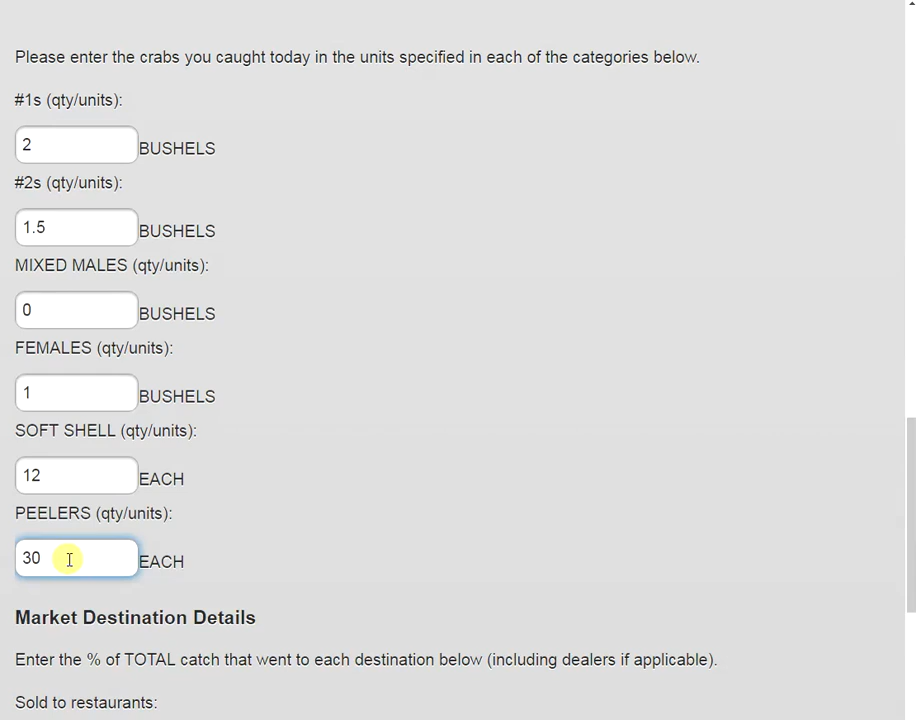 Please enter the crabs you caught today in the units specified in each of the categories below.
#1s (qty/units):
2 BUSHELS
#2s (qty/units):
1.5 BUSHELS
MIXED MALES (qty/units):
0 BUSHELS
FEMALES (qty/units):
1 BUSHELS
SOFT SHELL (qty/units):
12 EACH
PEELERS (qty/units):
30 EACH
Market Destination Details
Enter the % of TOTAL catch that went to each destination below (including dealers if applicable).
Sold to restaurants: